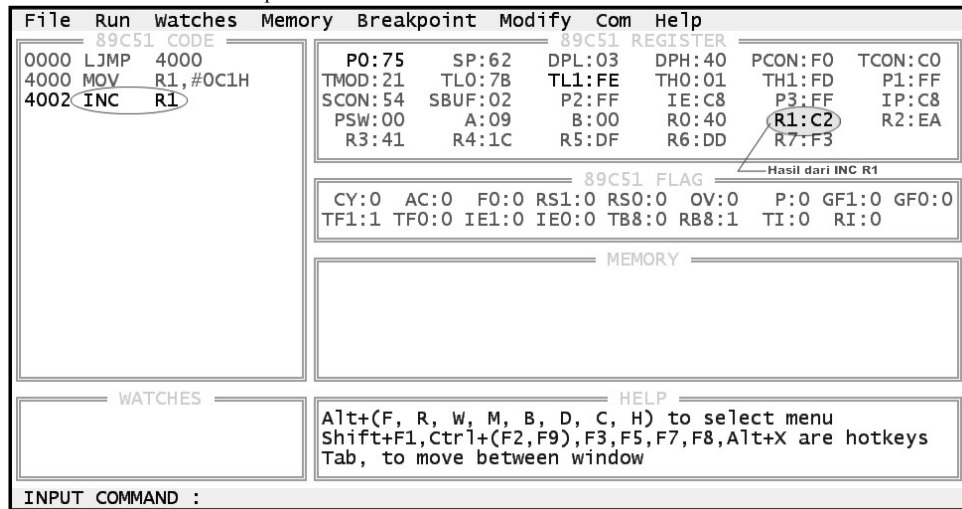 File Run Watches Memory Breakpoint Modify Com Help
89C51 CODE
0000 LJMP 4000
4000 MOV R1,#0C1H
4002 INC R1
89C51 REGISTER
P0:75 SP:62 DPL:03 DPH:40 PCON:F0 TCON:C0
TMOD:21 TL0:7B TL1:FE TH0:01 TH1:FD P1:FF
SCON:54 SBUF:02 P2:FF IE:C8 P3:FF IP:C8
PSW:00 A:09 B:00 R0:40 R1:C2 R2:EA
R3:41 R4:1C R5:DF R6:DD R7:F3
Hasil dari INC R1
89C51 FLAG
CY:0 AC:0 F0:0 RS1:0 RS0:0 OV:0 P:0 GF1:0 GF0:0
TF1:1 TF0:0 IE1:0 IE0:0 TB8:0 RB8:1 TI:0 RI:0
MEMORY
WATCHES
HELP
Alt+(F, R, W, M, B, D, C, H) to select menu
Shift+F1,Ctrl+(F2,F9),F3,F5,F7,F8,Alt+X are hotkeys
Tab, to move between window
INPUT COMMAND :